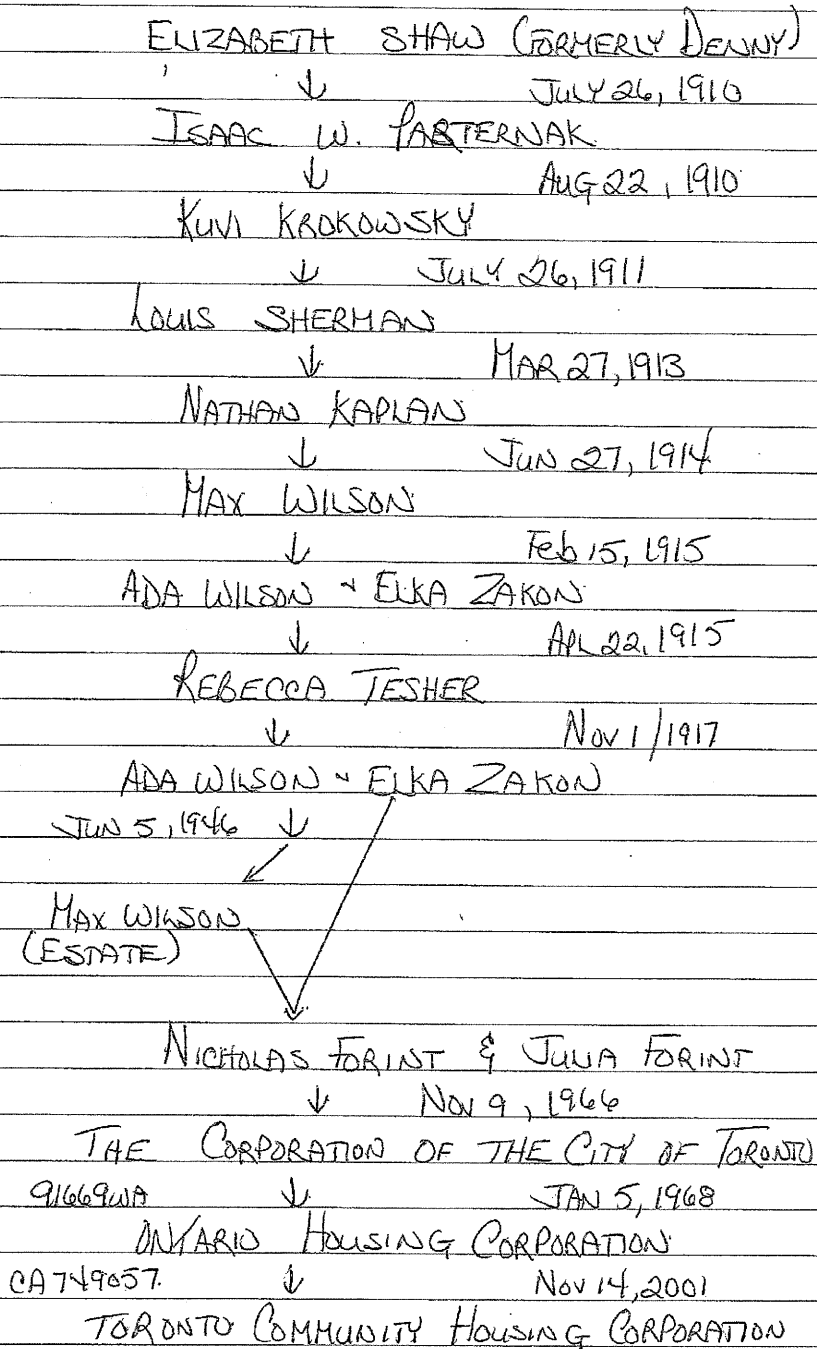 ELIZABETH SHAW (FORMERLY DENNY)
↓ JULY 26, 1910
ISAAC W. PASTERNAK
↓ AUG 22, 1910
KUVI KROKOWSKY
↓ JULY 26, 1911
LOUIS SHERMAN
↓ MAR 27, 1913
NATHAN KAPLAN
↓ JUN 27, 1914
MAX WILSON
↓ Feb 15, 1915
ADA WILSON & ELKA ZAKON
↓ APL 22, 1915
REBECCA TESHER
↓ NOV 1/1917
ADA WILSON & ELKA ZAKON
JUN 5, 1946 ↓
MAX WILSON
(ESTATE)
NICHOLAS FORINT & JULIA FORINT
↓ NOV 9, 1966
THE CORPORATION OF THE CITY OF TORONTO
91669WA ↓ JAN 5, 1968
ONTARIO HOUSING CORPORATION
CA749057. ↓ NOV 14, 2001
TORONTO COMMUNITY HOUSING CORPORATION